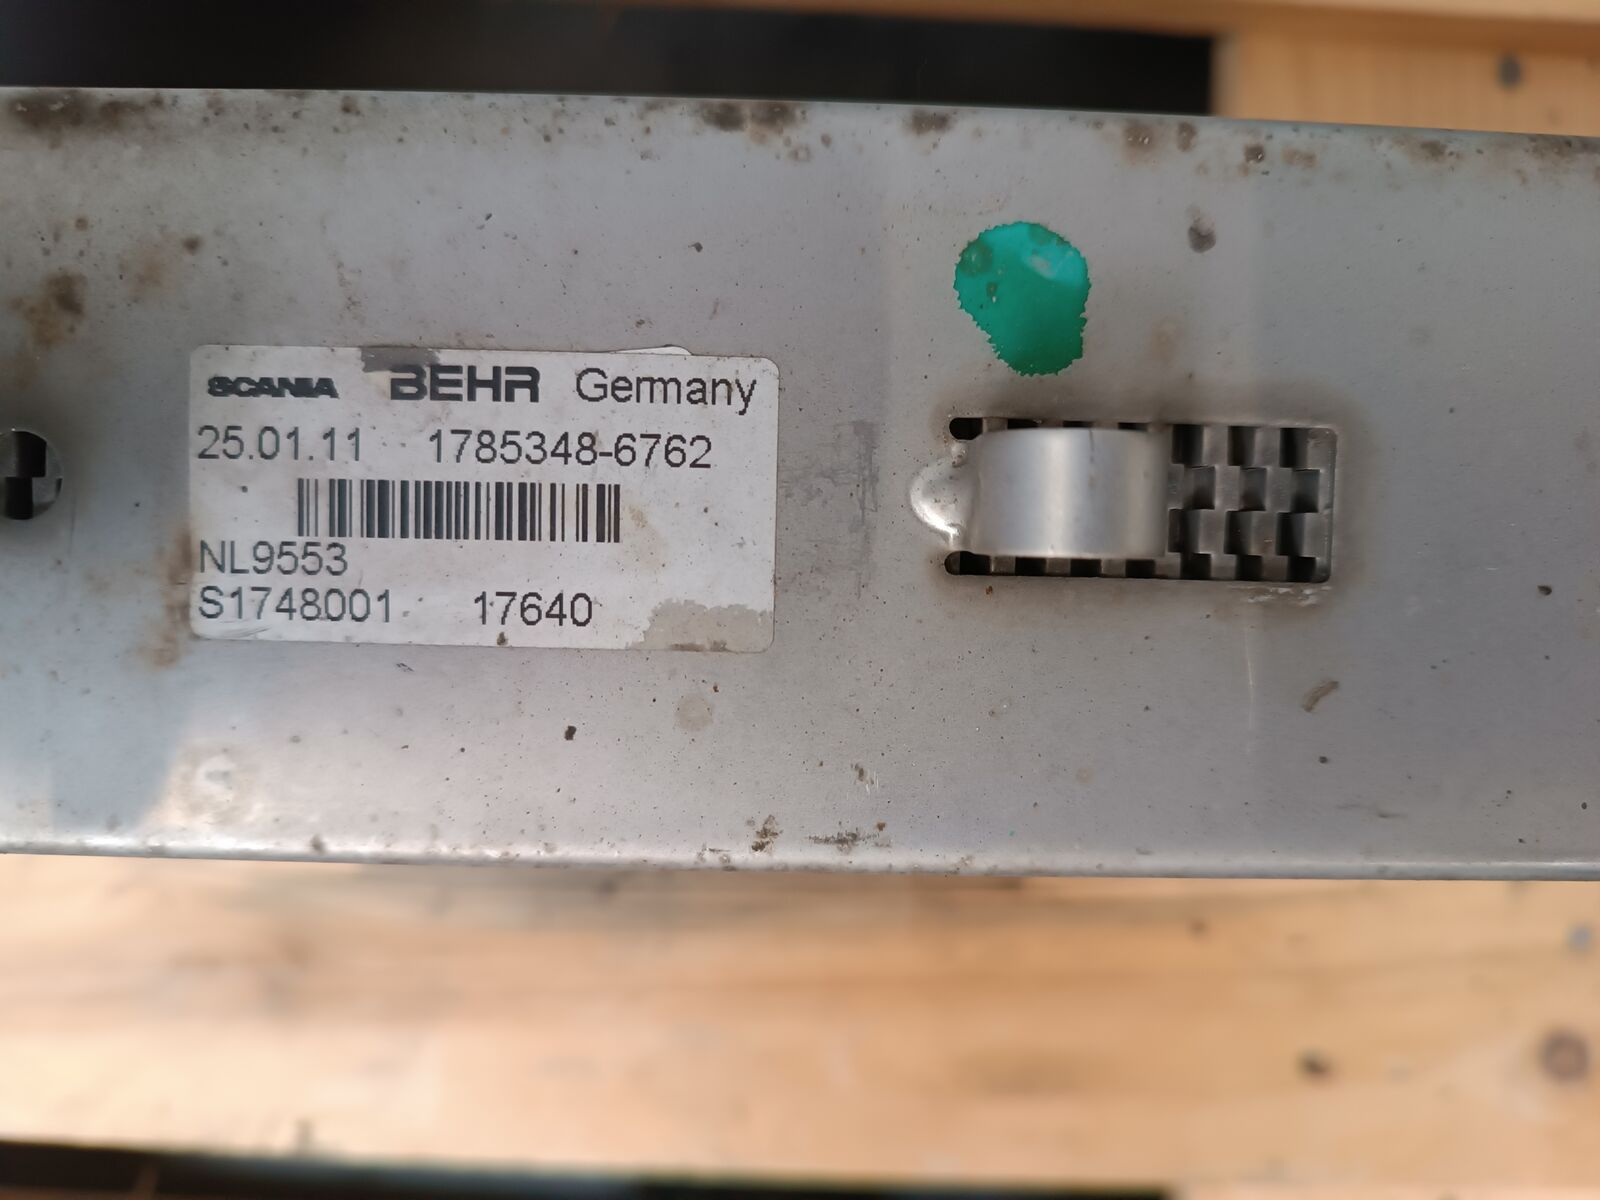 SCANIA BEHR Germany
25.01.11 1785348-6762
NL9553
S1748001 17640